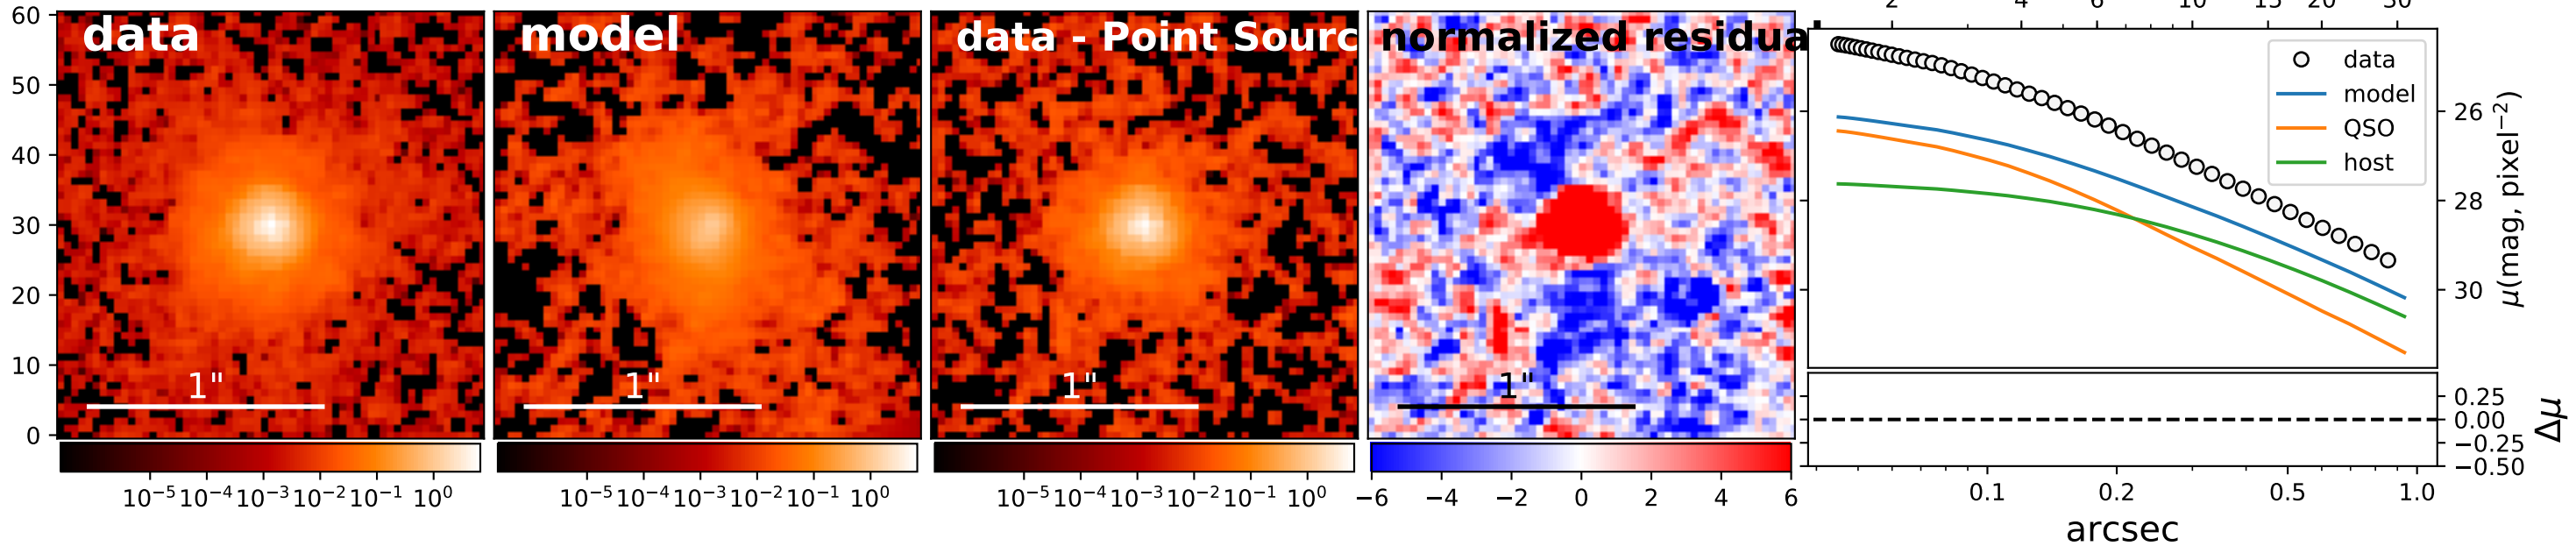 data
model
data - Point Sourc
normalized residua
60
50
40
30
20
10
0
1"
1"
1"
1"
10⁻⁵ 10⁻⁴ 10⁻³ 10⁻² 10⁻¹ 10⁰
10⁻⁵ 10⁻⁴ 10⁻³ 10⁻² 10⁻¹ 10⁰
10⁻⁵ 10⁻⁴ 10⁻³ 10⁻² 10⁻¹ 10⁰
−6 −4 −2 0 2 4 6
2 4 6 10 15 20 30
data
model
QSO
host
26
28
30
μ(mag, pixel⁻²)
0.25
0.00
−0.25
−0.50
Δμ
0.1 0.2 0.5 1.0
arcsec